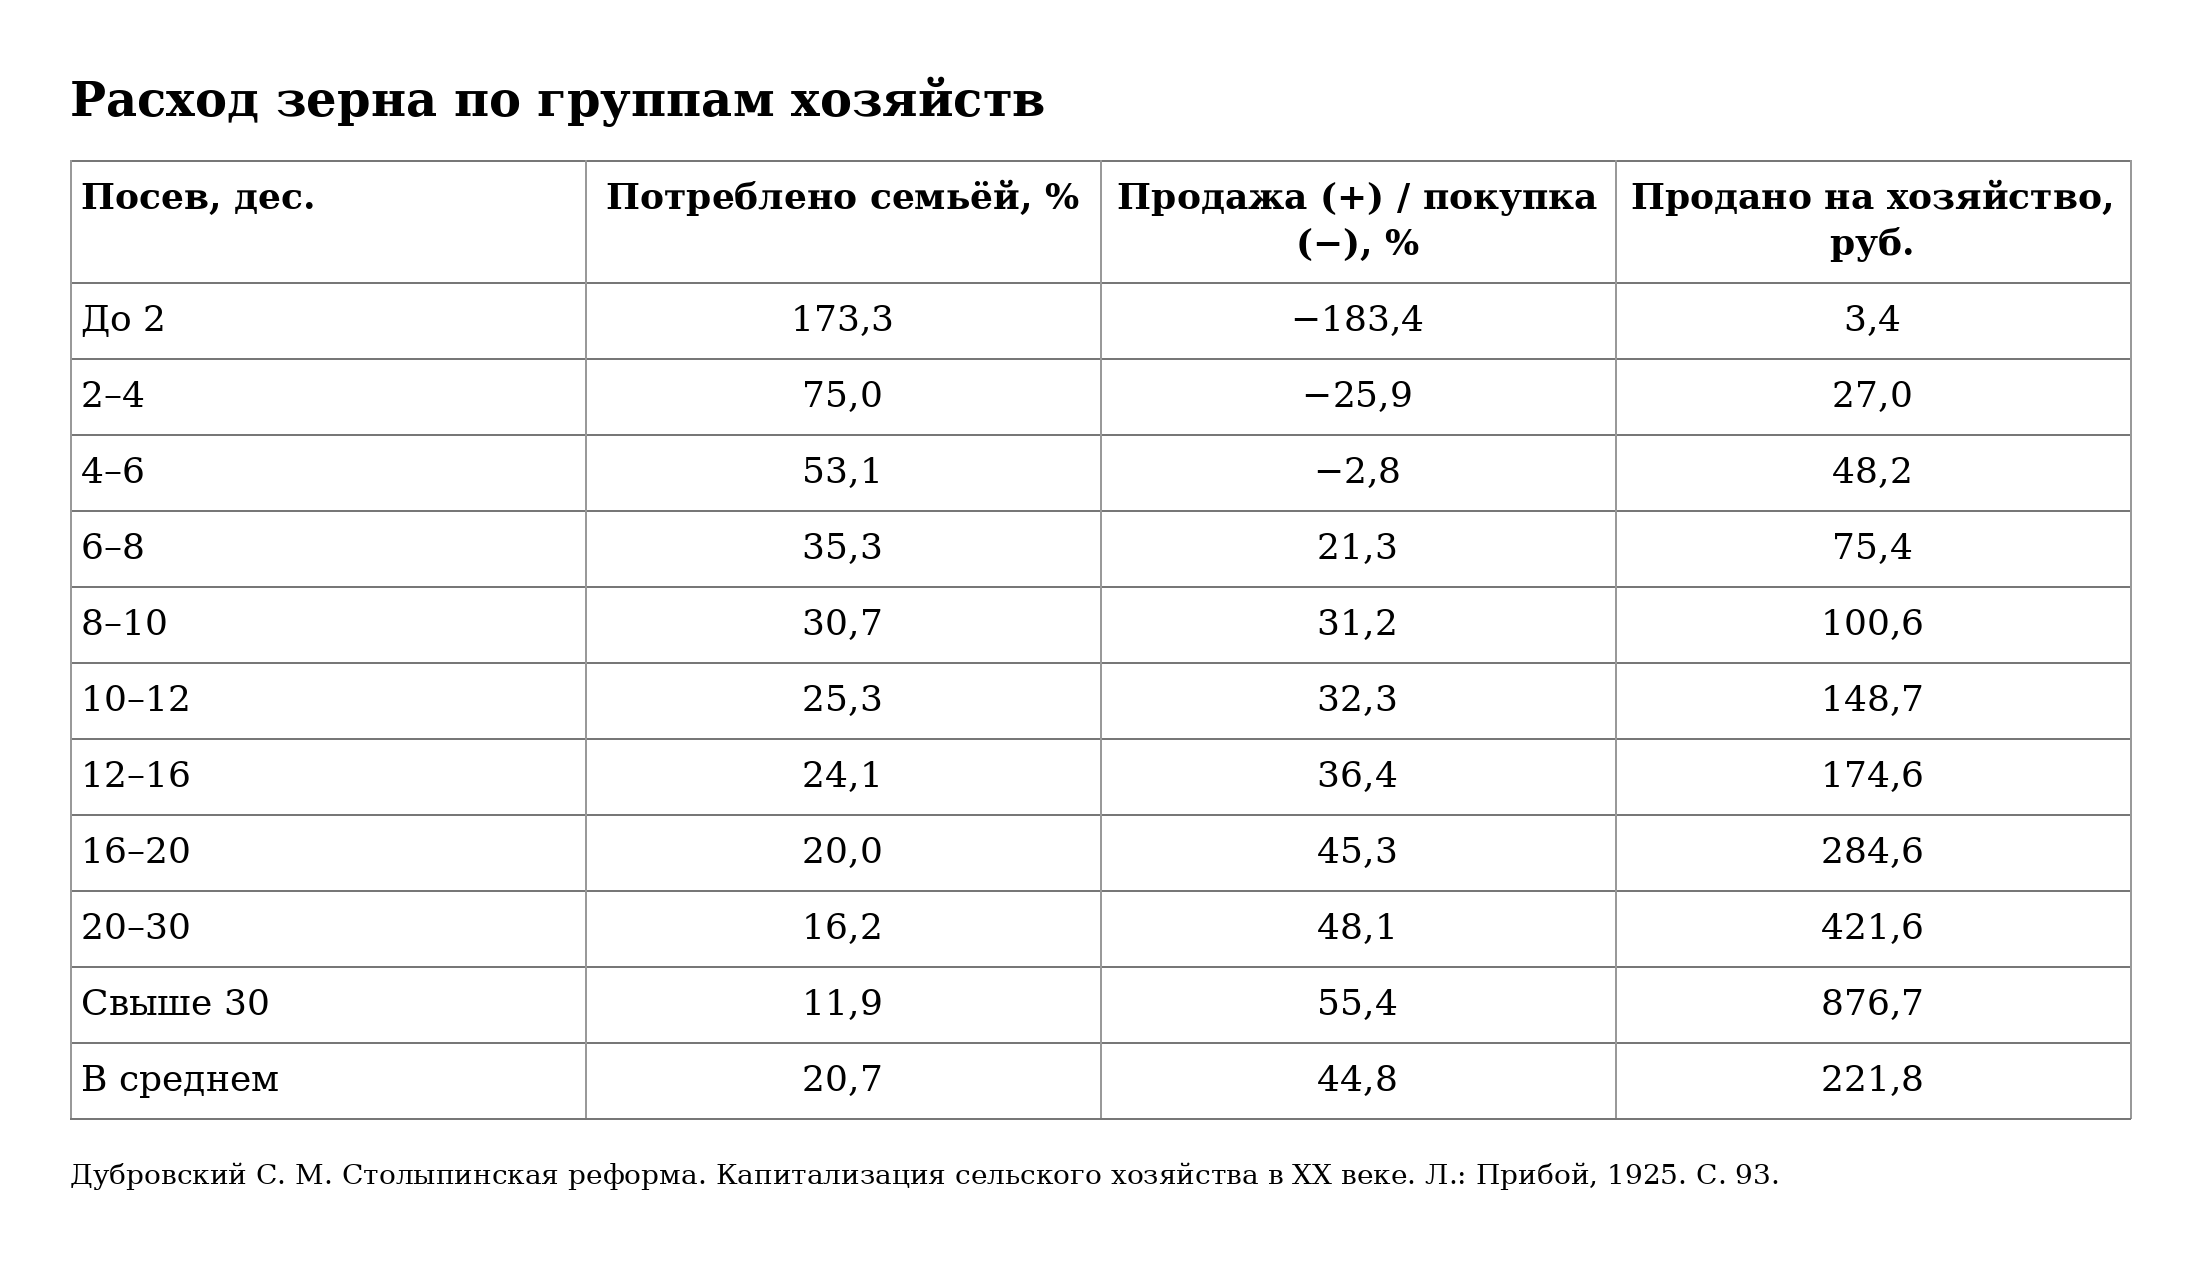 Расход зерна по группам хозяйств
Посев, дес. Потреблено семьёй, % Продажа (+) / покупка (−), % Продано на хозяйство, руб.
До 2 173,3 −183,4 3,4
2–4 75,0 −25,9 27,0
4–6 53,1 −2,8 48,2
6–8 35,3 21,3 75,4
8–10 30,7 31,2 100,6
10–12 25,3 32,3 148,7
12–16 24,1 36,4 174,6
16–20 20,0 45,3 284,6
20–30 16,2 48,1 421,6
Свыше 30 11,9 55,4 876,7
В среднем 20,7 44,8 221,8
Дубровский С. М. Столыпинская реформа. Капитализация сельского хозяйства в XX веке. Л.: Прибой, 1925. С. 93.